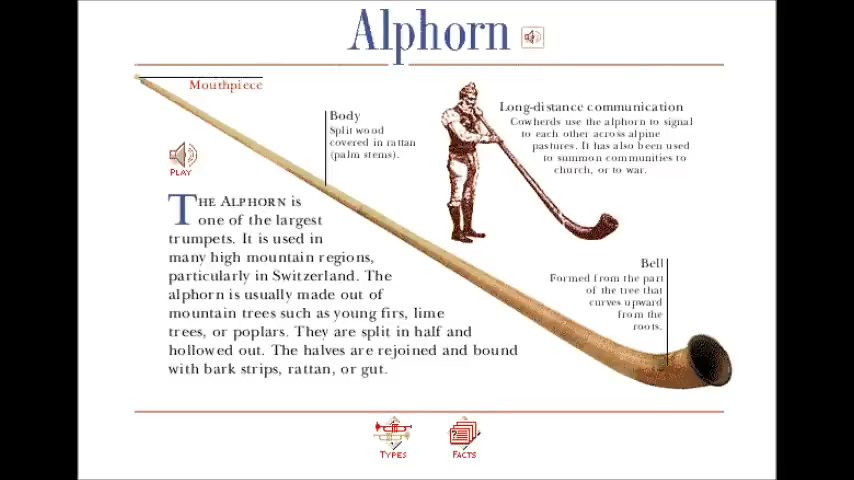 Alphorn
Mouthpiece
Body
Split wood
covered in rattan
(palm stems).
Long-distance communication
Cowherds use the alphorn to signal
to each other across alpine
pastures. It has also been used
to summon communities to
church, or to war.
PLAY
THE ALPHORN is
one of the largest
trumpets. It is used in
many high mountain regions,
particularly in Switzerland. The
alphorn is usually made out of
mountain trees such as young firs, lime
trees, or poplars. They are split in half and
hollowed out. The halves are rejoined and bound
with bark strips, rattan, or gut.
Bell
Formed from the part
of the tree that
curves upward
from the
roots.
TYPES
FACTS